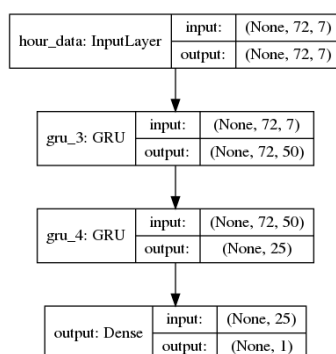 hour_data: InputLayer
input: (None, 72, 7)
output: (None, 72, 7)
gru_3: GRU
input: (None, 72, 7)
output: (None, 72, 50)
gru_4: GRU
input: (None, 72, 50)
output: (None, 25)
output: Dense
input: (None, 25)
output: (None, 1)